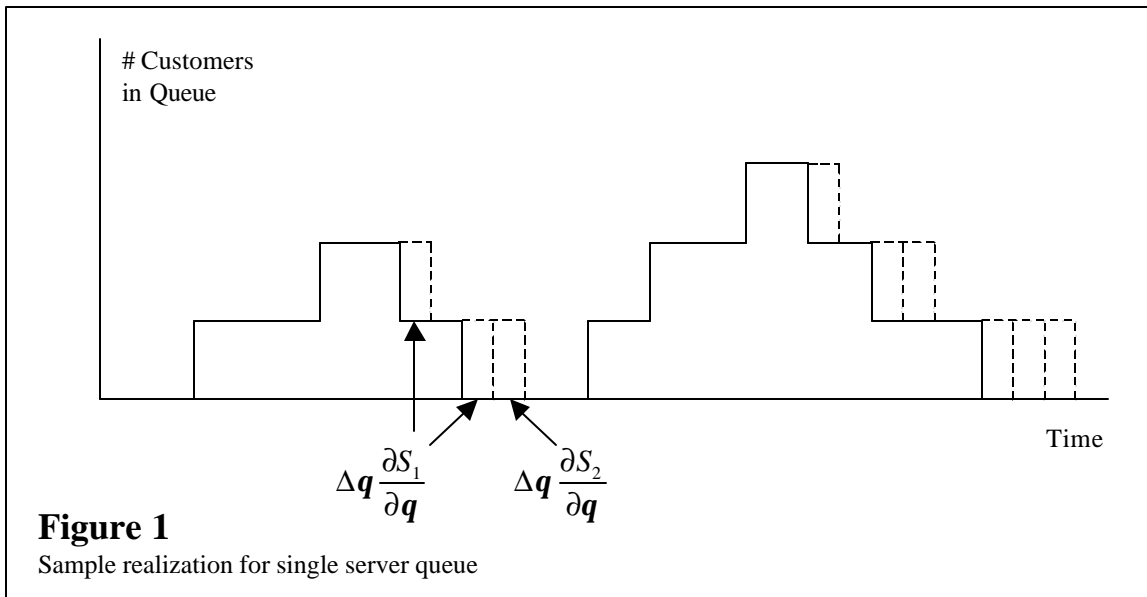 # Customers
in Queue
Time
Δq ∂S₁/∂q Δq ∂S₂/∂q
Figure 1
Sample realization for single server queue